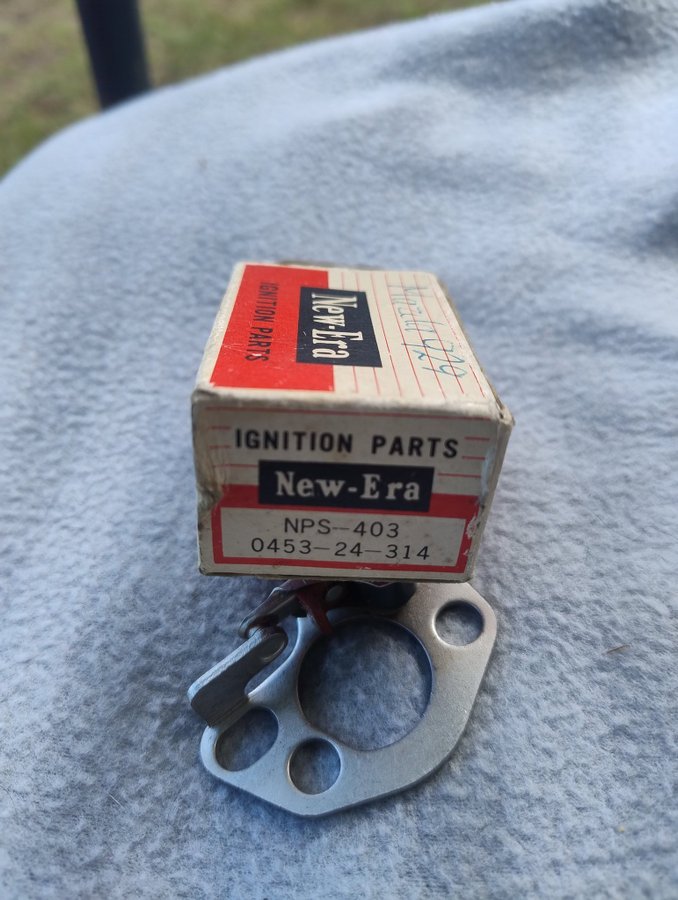 IGNITION PARTS
New-Era
IGNITION PARTS
New-Era
NPS-403
0453-24-314